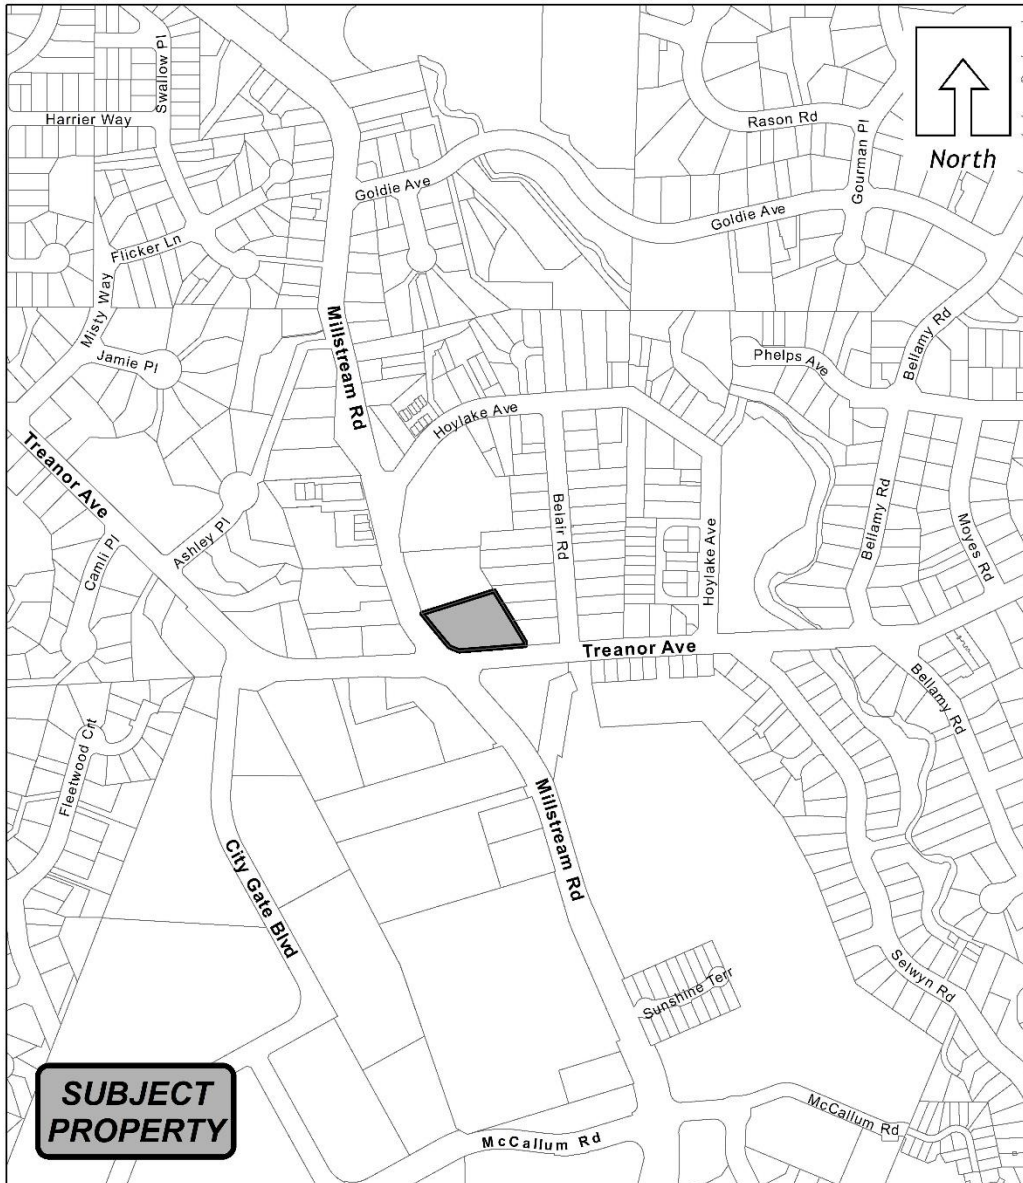 Swallow Pl
Harrier Way
Rason Rd
Gourman Pl
North
Goldie Ave
Goldie Ave
Flicker Ln
Misty Way
Jamie Pl
Millstream Rd
Bellamy Rd
Phelps Ave
Hoylake Ave
Treanor Ave
Ashley Pl
Camli Pl
Belair Rd
Hoylake Ave
Bellamy Rd
Moyes Rd
Treanor Ave
Bellamy Rd
Fleetwood Crt
City Gate Blvd
Millstream Rd
Selwyn Rd
Sunshine Terr
SUBJECT
PROPERTY
McCallum Rd
McCallum Rd